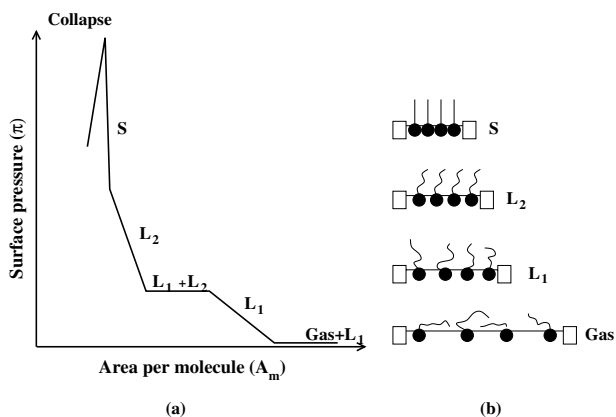 Collapse
S
L2
L1 +L2
L1
Gas+L1
Surface pressure (π)
Area per molecule (Am)
(a)
S
L2
L1
Gas
(b)